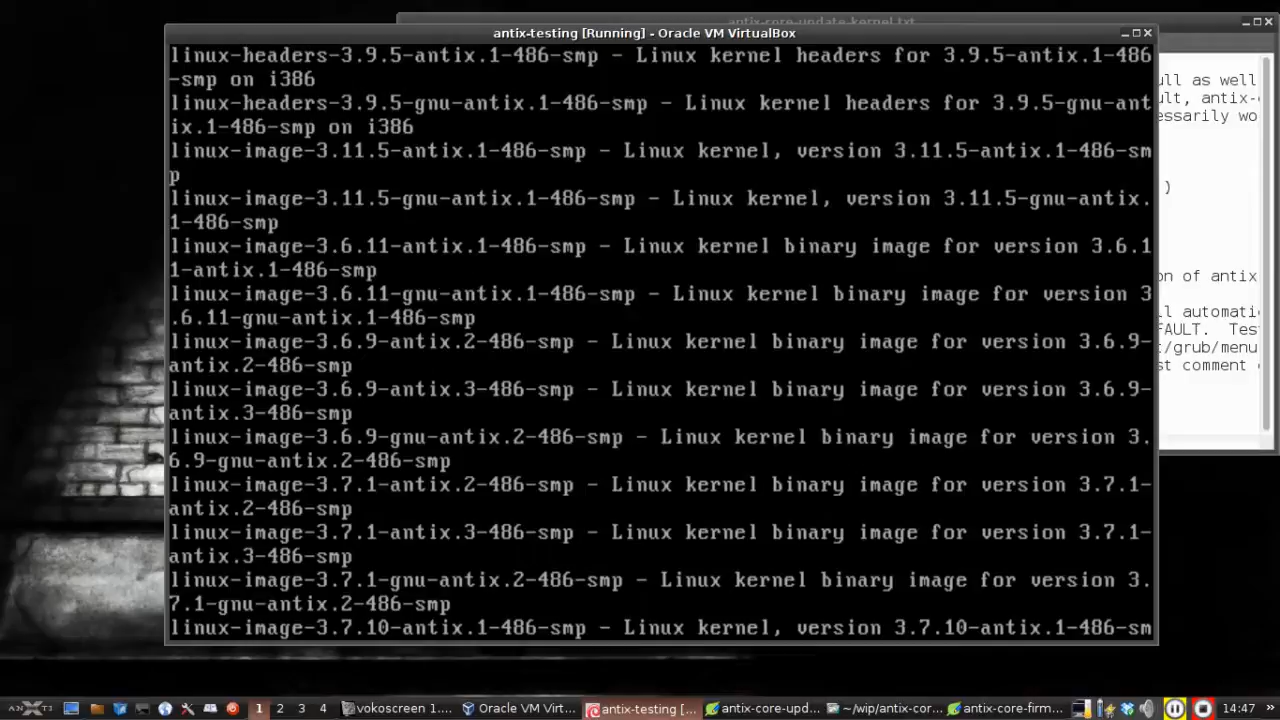 antix-core-update-kernel.txt
antix-testing [Running] - Oracle VM VirtualBox
linux-headers-3.9.5-antix.1-486-smp - Linux kernel headers for 3.9.5-antix.1-486
-smp on i386
linux-headers-3.9.5-gnu-antix.1-486-smp - Linux kernel headers for 3.9.5-gnu-ant
ix.1-486-smp on i386
linux-image-3.11.5-antix.1-486-smp - Linux kernel, version 3.11.5-antix.1-486-sm
p
linux-image-3.11.5-gnu-antix.1-486-smp - Linux kernel, version 3.11.5-gnu-antix.
1-486-smp
linux-image-3.6.11-antix.1-486-smp - Linux kernel binary image for version 3.6.1
1-antix.1-486-smp
linux-image-3.6.11-gnu-antix.1-486-smp - Linux kernel binary image for version 3
.6.11-gnu-antix.1-486-smp
linux-image-3.6.9-antix.2-486-smp - Linux kernel binary image for version 3.6.9-
antix.2-486-smp
linux-image-3.6.9-antix.3-486-smp - Linux kernel binary image for version 3.6.9-
antix.3-486-smp
linux-image-3.6.9-gnu-antix.2-486-smp - Linux kernel binary image for version 3.
6.9-gnu-antix.2-486-smp
linux-image-3.7.1-antix.2-486-smp - Linux kernel binary image for version 3.7.1-
antix.2-486-smp
linux-image-3.7.1-antix.3-486-smp - Linux kernel binary image for version 3.7.1-
antix.3-486-smp
linux-image-3.7.1-gnu-antix.2-486-smp - Linux kernel binary image for version 3.
7.1-gnu-antix.2-486-smp
linux-image-3.7.10-antix.1-486-smp - Linux kernel, version 3.7.10-antix.1-486-sm
ull as well
ult, antix-
essarily wo
)
on of antix
ll automati
FAULT. Tes
t/grub/menu
st comment
1 2 3 4 vokoscreen 1.... Oracle VM Virt... antix-testing [... antix-core-upd... ~/wip/antix-cor... antix-core-firm... 14:47 »